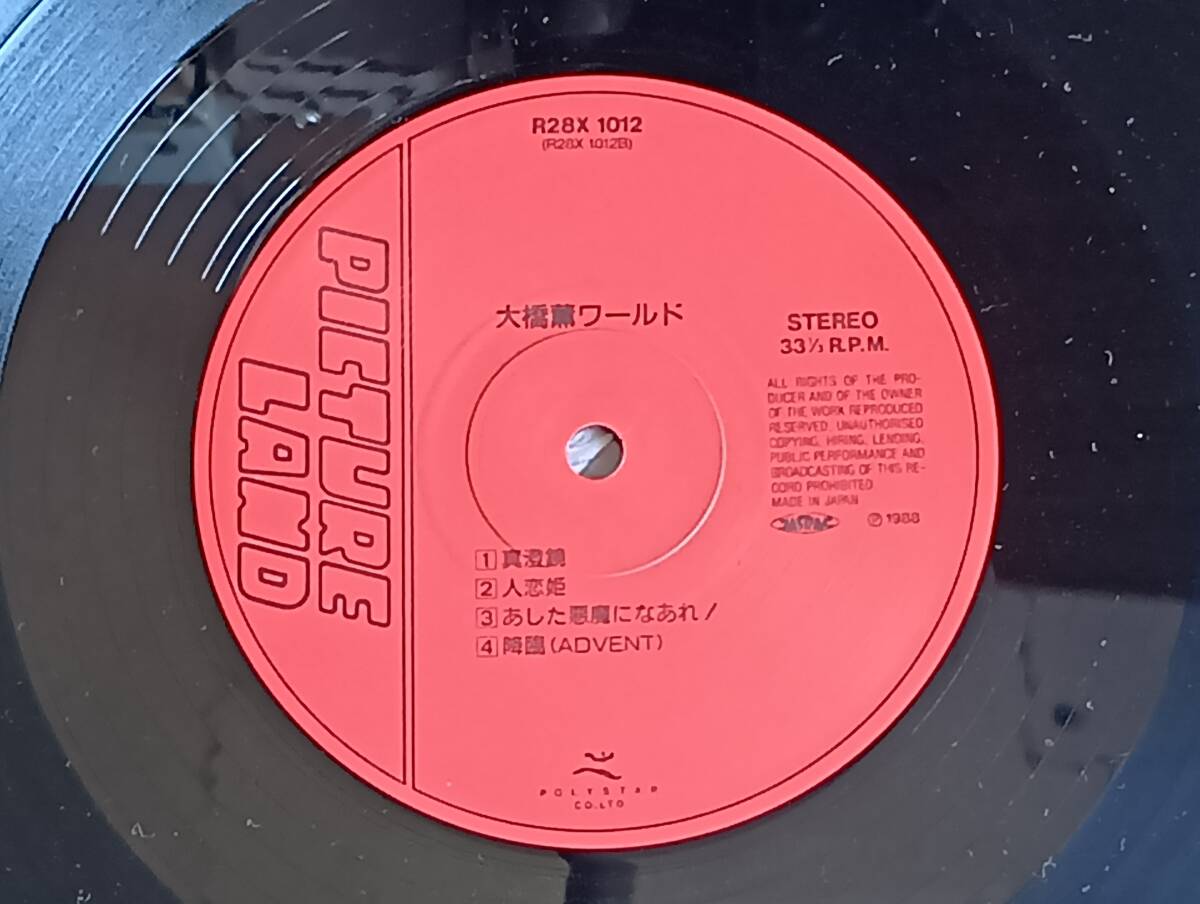 R28X 1012
(R28X 1012B)
PICTURE
LAND
大橋薫ワールド
STEREO
33⅓ R.P.M.
ALL RIGHTS OF THE PRO-
DUCER AND OF THE OWNER
OF THE WORK REPRODUCED
RESERVED. UNAUTHORISED
COPYING, HIRING, LENDING,
PUBLIC PERFORMANCE AND
BROADCASTING OF THIS RE-
CORD PROHIBITED
MADE IN JAPAN
JASRAC
Ⓟ1988
1 真澄鏡
2 人恋姫
3 あした悪魔になあれ！
4 降臨(ADVENT)
POLYSTAR
CO.LTD